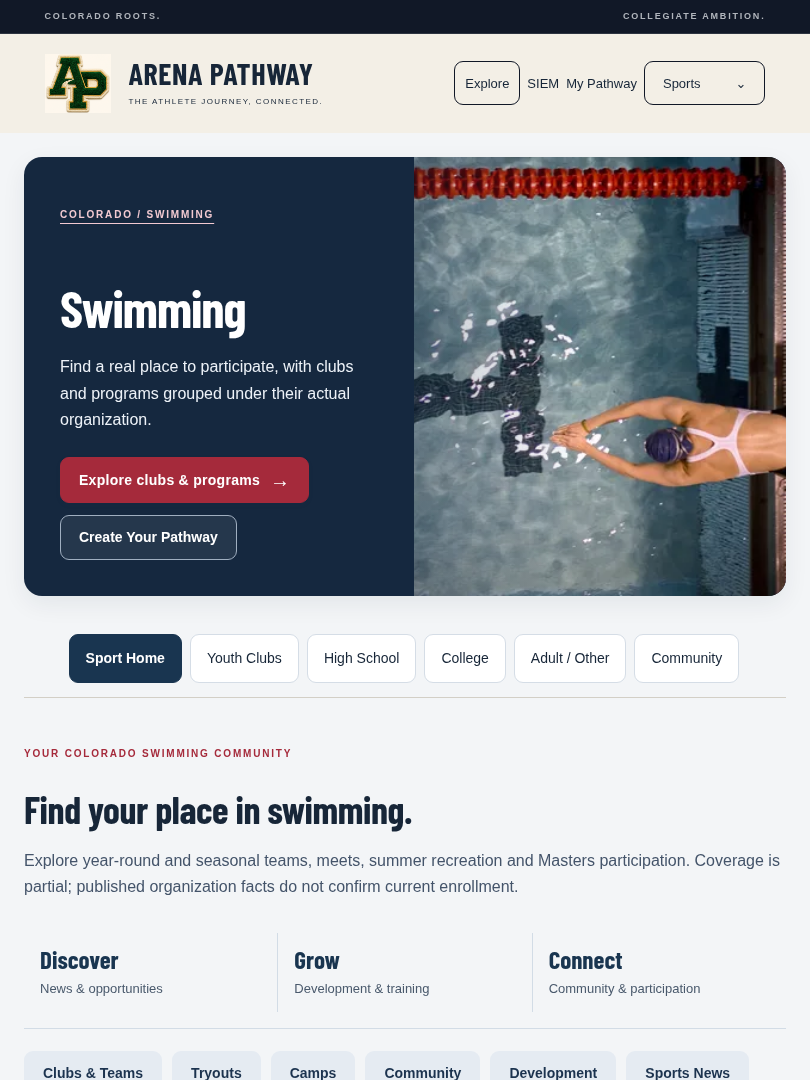 COLORADO ROOTS.
COLLEGIATE AMBITION.
AP
ARENA PATHWAY
THE ATHLETE JOURNEY, CONNECTED.
Explore
SIEM
My Pathway
Sports
COLORADO / SWIMMING
Swimming
Find a real place to participate, with clubs
and programs grouped under their actual
organization.
Explore clubs & programs →
Create Your Pathway
Sport Home
Youth Clubs
High School
College
Adult / Other
Community
YOUR COLORADO SWIMMING COMMUNITY
Find your place in swimming.
Explore year-round and seasonal teams, meets, summer recreation and Masters participation. Coverage is
partial; published organization facts do not confirm current enrollment.
Discover
News & opportunities
Grow
Development & training
Connect
Community & participation
Clubs & Teams
Tryouts
Camps
Community
Development
Sports News